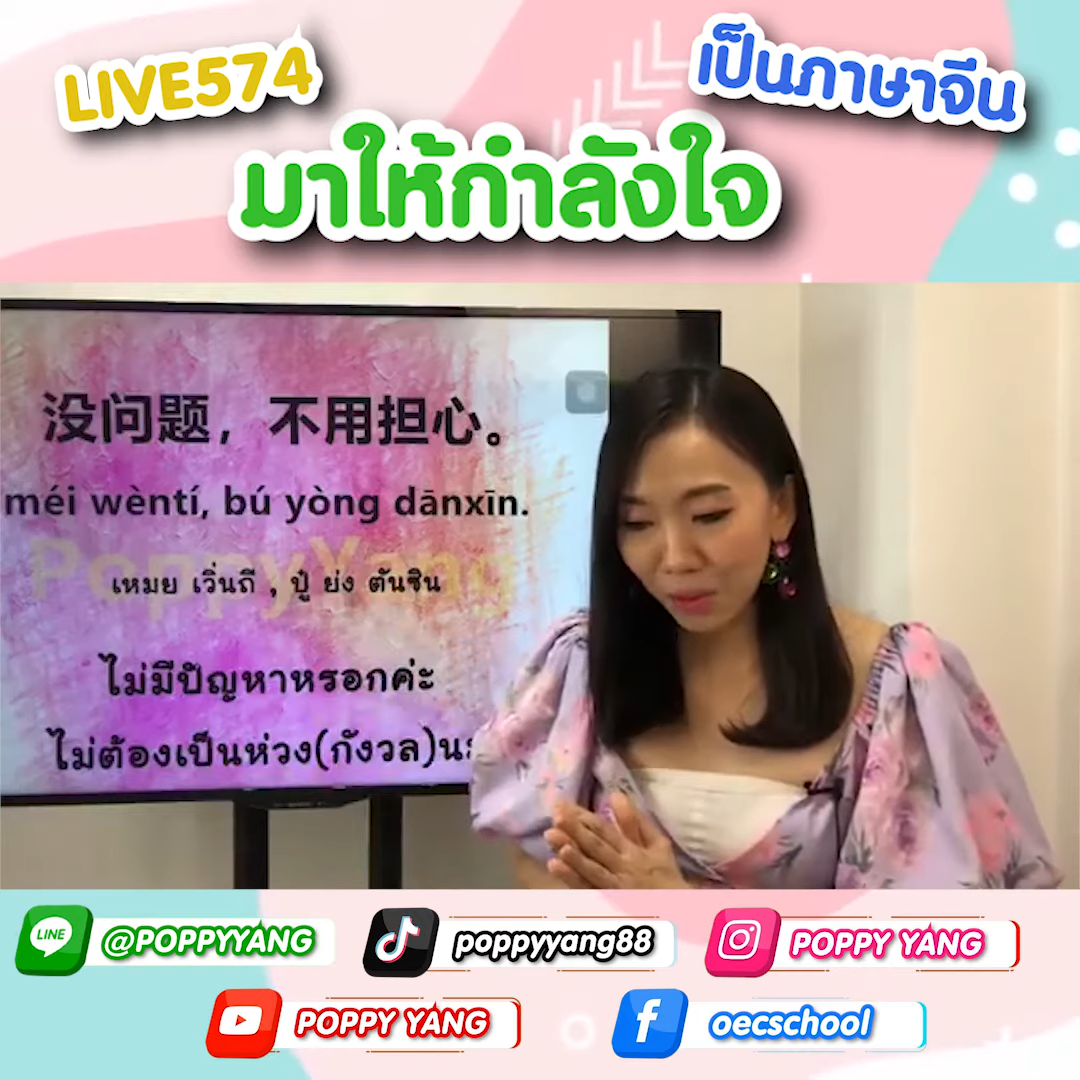 LIVE574
เป็นภาษาจีน
มาให้กำลังใจ
没问题，不用担心。
méi wèntí, bú yòng dānxīn.
PoppyYang
เหมย เวิ่นถี , ปู๋ ย่ง ตันซิน
ไม่มีปัญหาหรอกค่ะ
ไม่ต้องเป็นห่วง(กังวล)
LINE @POPPYYANG
poppyyang88
POPPY YANG
POPPY YANG
oecschool